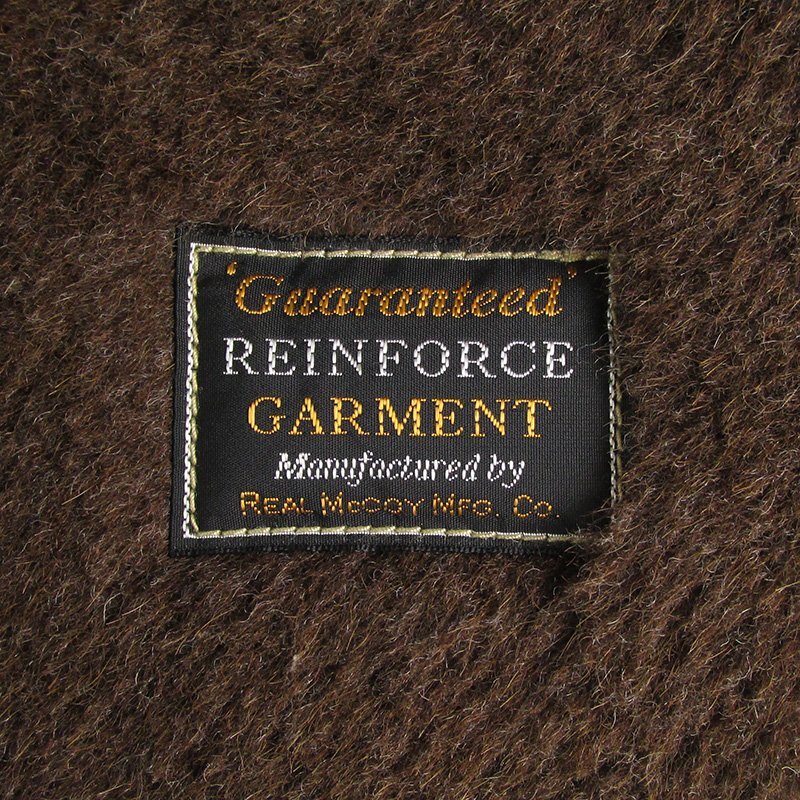 'Guaranteed'
REINFORCE
GARMENT
Manufactured by
REAL McCOY MFG. Co.